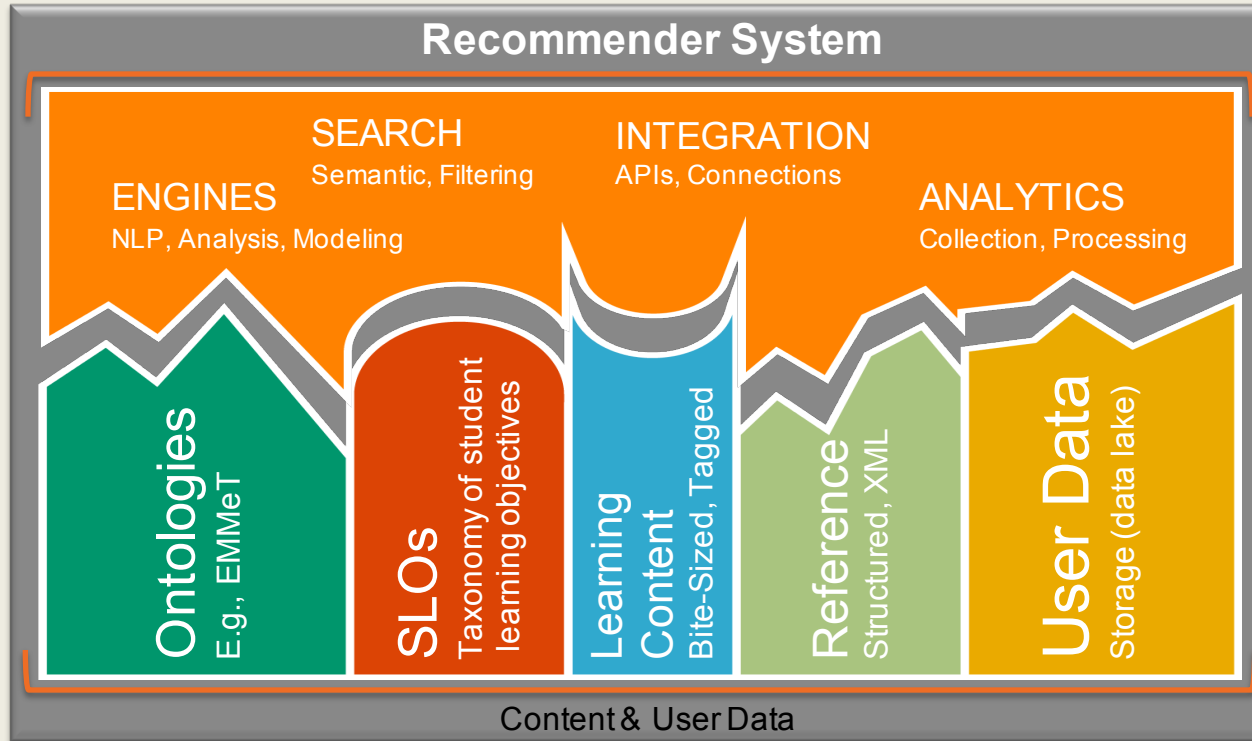 Recommender System
SEARCH
Semantic, Filtering
INTEGRATION
APIs, Connections
ENGINES
NLP, Analysis, Modeling
ANALYTICS
Collection, Processing
Ontologies
E.g., EMMeT
SLOs
Taxonomy of student
learning objectives
Learning
Content
Bite-Sized, Tagged
Reference
Structured, XML
User Data
Storage (data lake)
Content & User Data